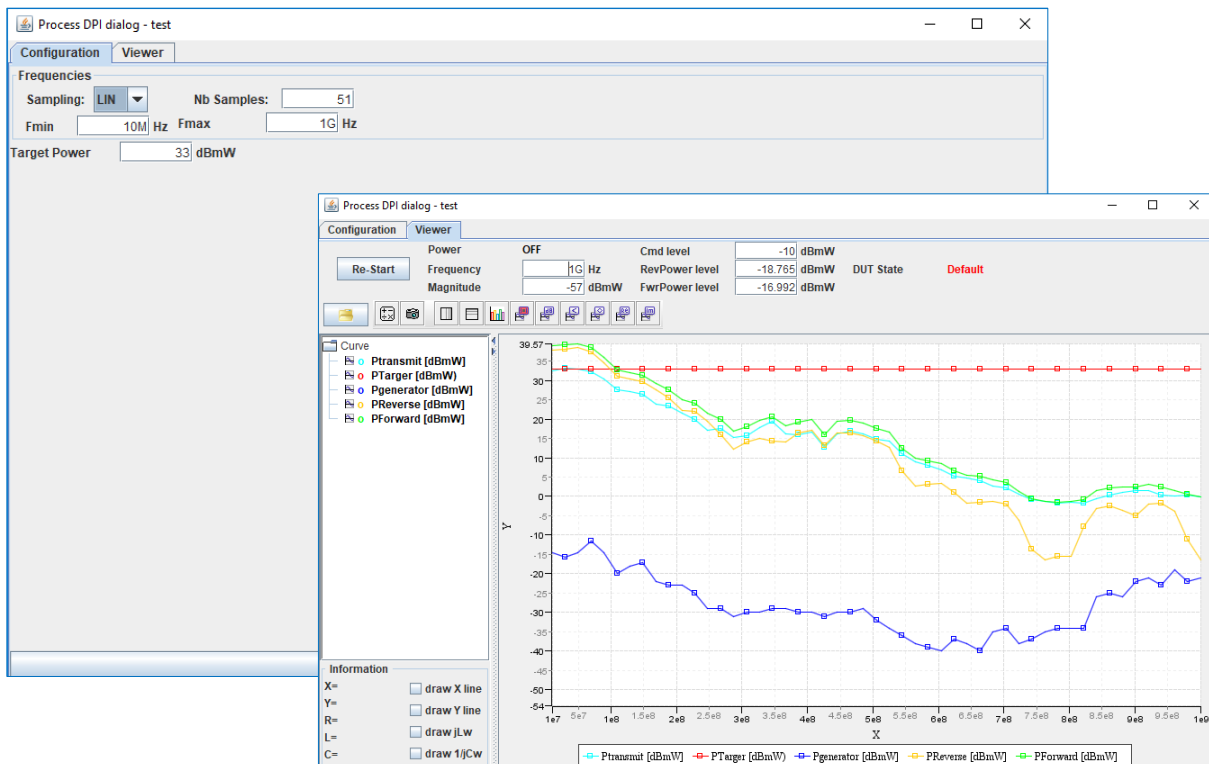 Process DPI dialog - test
Configuration Viewer
Frequencies
Sampling: LIN Nb Samples: 51
Fmin 10M Hz Fmax 1G Hz
Target Power 33 dBmW
Process DPI dialog - test
Configuration Viewer
Power OFF Cmd level -10 dBmW
Re-Start Frequency 1G Hz RevPower level -18.765 dBmW DUT State Default
Magnitude -57 dBmW FwrPower level -16.992 dBmW
Curve
Ptransmit [dBmW]
PTarger [dBmW)
Pgenerator [dBmW]
PReverse [dBmW]
PForward [dBmW]
39.57
35
30
25
20
15
10
5
0
-5
-10
-15
-20
-25
-30
-35
-40
-45
-50
-54
Y
1e7 5e7 1e8 1.5e8 2e8 2.5e8 3e8 3.5e8 4e8 4.5e8 5e8 5.5e8 6e8 6.5e8 7e8 7.5e8 8e8 8.5e8 9e8 9.5e8 1e9
X
Ptransmit [dBmW] PTarger [dBmW) Pgenerator [dBmW] PReverse [dBmW] PForward [dBmW]
Information
X= draw X line
Y=
R= draw Y line
L= draw jLw
C= draw 1/jCw